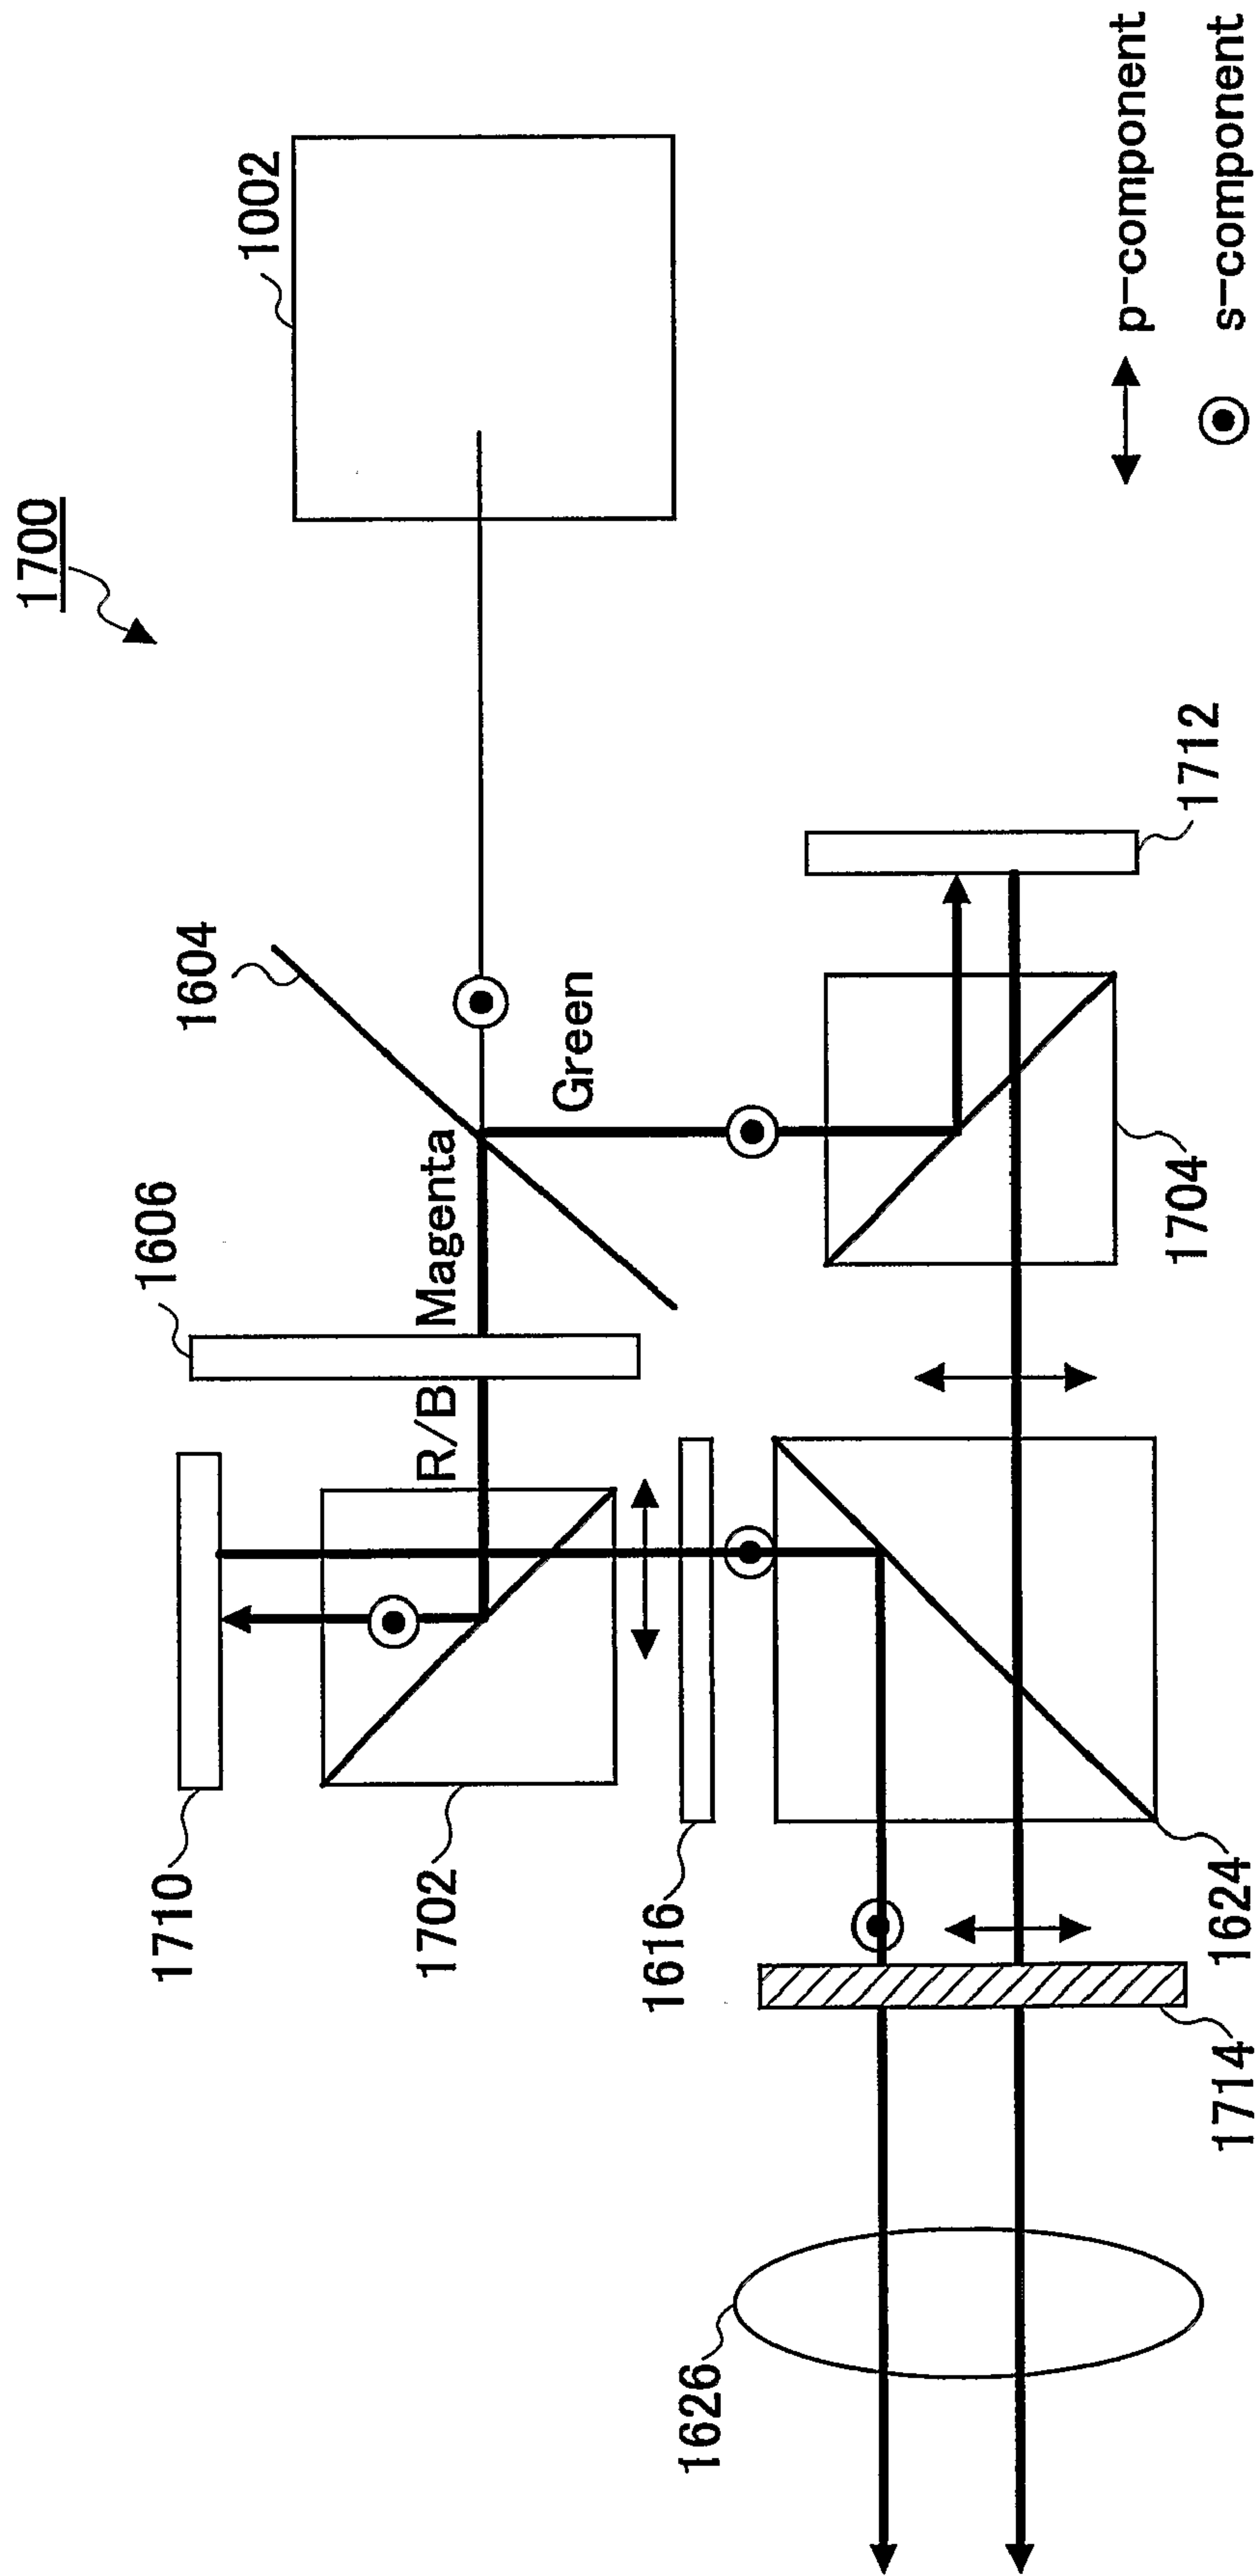 1700
1002
1604
1606
Magenta
Green
R/B
1710
1702
1616
1712
1704
1624
1714
1626
p-component
s-component